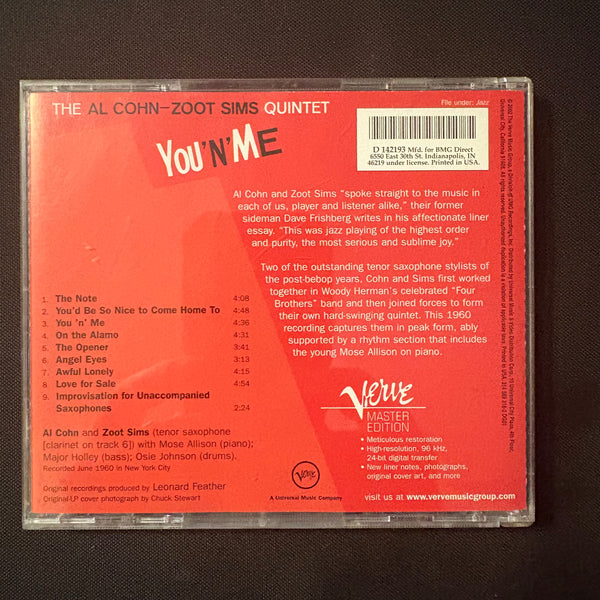 THE AL COHN–ZOOT SIMS QUINTET
YOU 'N' ME
File under: Jazz
D 142193 Mfd. for BMG Direct
6550 East 30th St. Indianapolis, IN
46219 under license. Printed in USA.
Al Cohn and Zoot Sims “spoke straight to the music in
each of us, player and listener alike,” their former
sideman Dave Frishberg writes in his affectionate liner
essay. “This was jazz playing of the highest order
and purity, the most serious and sublime joy.”
Two of the outstanding tenor saxophone stylists of
the post-bebop years, Cohn and Sims first worked
together in Woody Herman's celebrated “Four
Brothers” band and then joined forces to form
their own hard-swinging quintet. This 1960
recording captures them in peak form, ably
supported by a rhythm section that includes
the young Mose Allison on piano.
1. The Note 4:08
2. You'd Be So Nice to Come Home To 4:48
3. You 'n' Me 4:36
4. On the Alamo 4:24
5. The Opener 4:32
6. Angel Eyes 3:13
7. Awful Lonely 4:52
8. Love for Sale 4:54
9. Improvisation for Unaccompanied
Saxophones 2:24
Al Cohn and Zoot Sims (tenor saxophone
[clarinet on track 6]) with Mose Allison (piano);
Major Holley (bass); Osie Johnson (drums).
Recorded June 1960 in New York City
Original recordings produced by Leonard Feather
Original-LP cover photograph by Chuck Stewart
Verve
A Universal Music Company
Verve
MASTER
EDITION
• Meticulous restoration
• High-resolution, 96 kHz,
24-bit digital transfer
• New liner notes, photographs,
original cover art, and more
visit us at www.vervemusicgroup.com